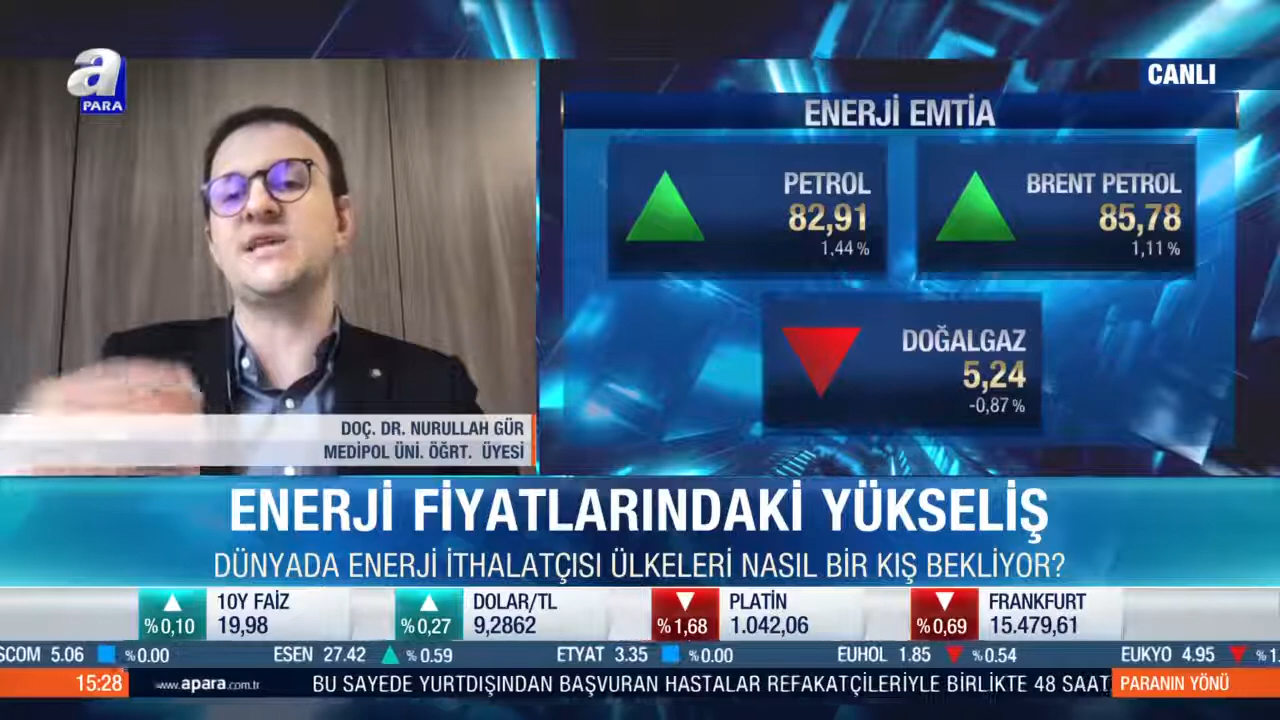 a
PARA
CANLI
ENERJİ EMTİA
PETROL
82,91
1,44 %
BRENT PETROL
85,78
1,11 %
DOĞALGAZ
5,24
-0,87 %
DOÇ. DR. NURULLAH GÜR
MEDİPOL ÜNİ. ÖĞRT. ÜYESİ
ENERJİ FİYATLARINDAKİ YÜKSELİŞ
DÜNYADA ENERJİ İTHALATÇISI ÜLKELERİ NASIL BİR KIŞ BEKLİYOR?
%0,10 10Y FAİZ 19,98
%0,27 DOLAR/TL 9,2862
%1,68 PLATİN 1.042,06
%0,69 FRANKFURT 15.479,61
SCOM 5.06 %0.00 ESEN 27.42 %0.59 ETYAT 3.35 %0.00 EUHOL 1.85 %0.54 EUKYO 4.95 %1.
15:28 www.apara.com.tr BU SAYEDE YURTDIŞINDAN BAŞVURAN HASTALAR REFAKATÇİLERİYLE BİRLİKTE 48 SAAT PARANIN YÖNÜ